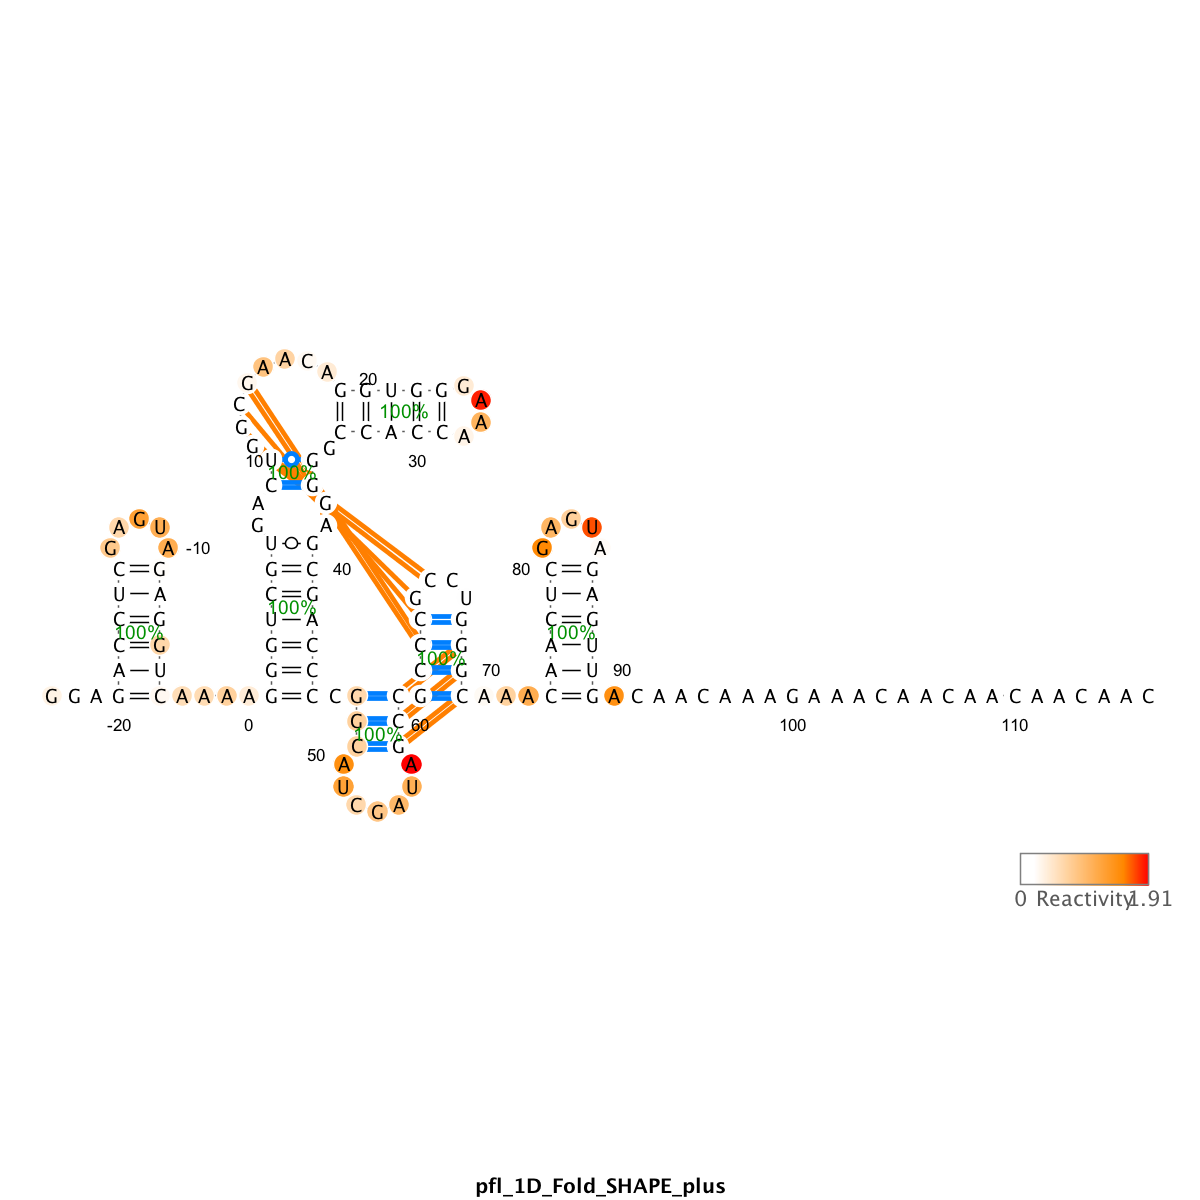 A A C A
20
G G G U G G G
C A
100%
G C C A C C A A
G G
10 U G 30
100%
C G
A G
A G U G A A G U
G A -10 U G G A A
C G G C 40 C C 80 C G
U A C G G U U A
100%
C G U A C G C G
100% 100%
C G G C C G A U
100%
A U G C C G 70 A U 90
G G A G C A A A A G C C G C G C A A A C G A C A A C A A A G A A A C A A C A A C A A C A A C
-20 0 G C 60 100 110
100%
50 C G
A A
U U
C G A
0 Reactivity 1.91
pfl_1D_Fold_SHAPE_plus